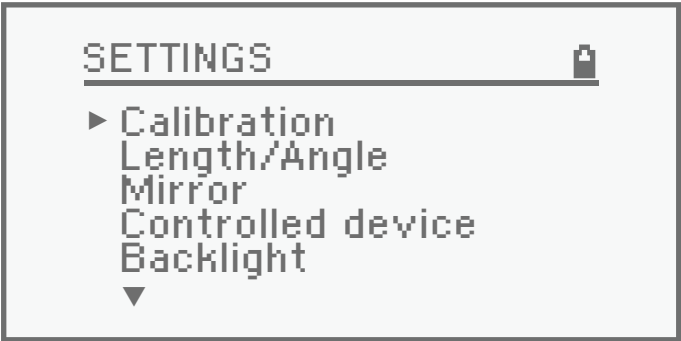 SETTINGS
Calibration
Length/Angle
Mirror
Controlled device
Backlight